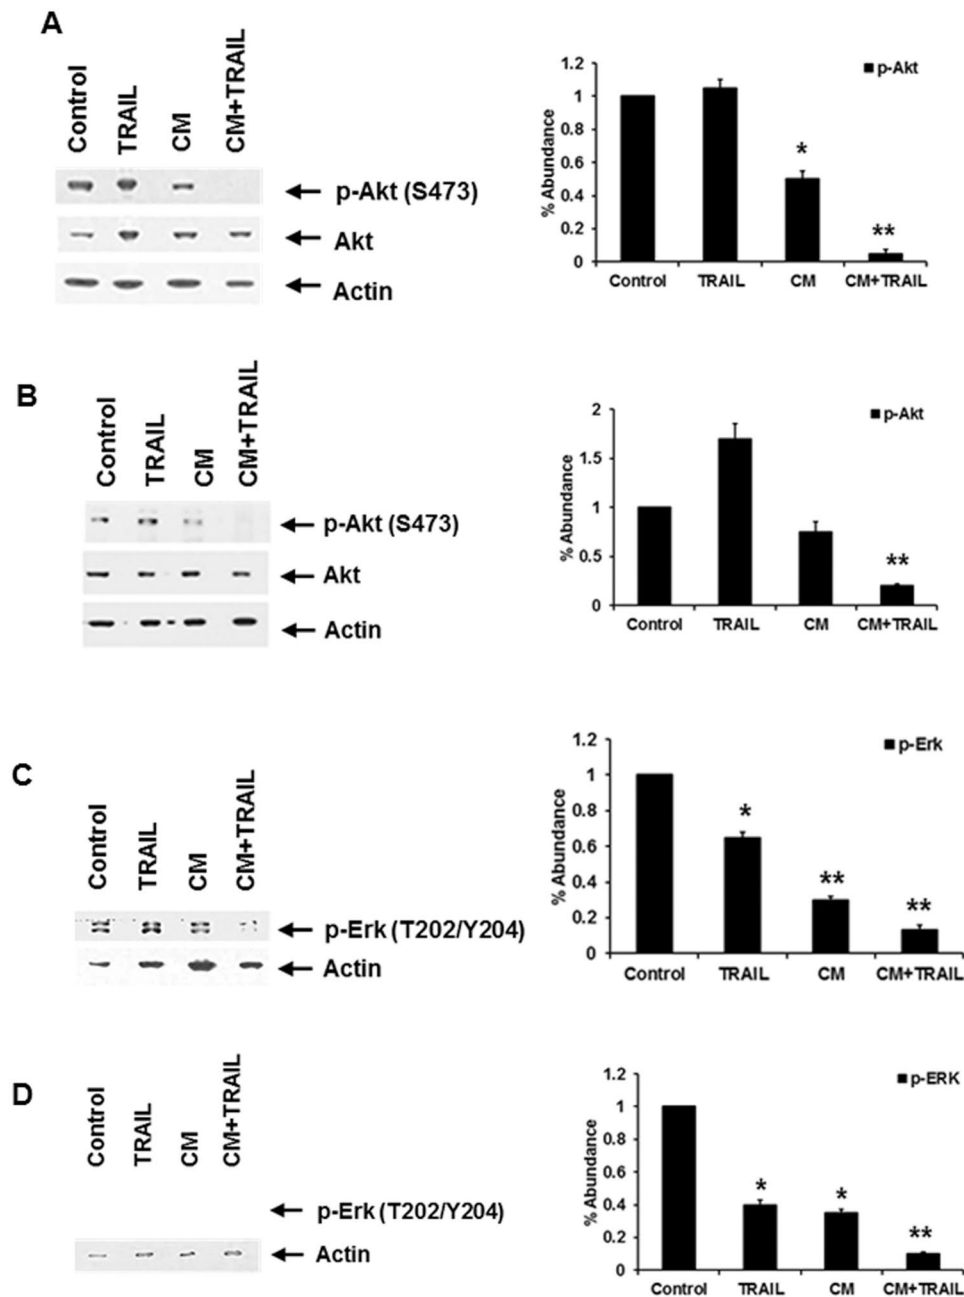 A
Control
TRAIL
CM
CM+TRAIL
p-Akt (S473)
Akt
Actin
1.2
1
0.8
0.6
0.4
0.2
0
% Abundance
p-Akt
*
**
Control
TRAIL
CM
CM+TRAIL
B
Control
TRAIL
CM
CM+TRAIL
p-Akt (S473)
Akt
Actin
2
1.5
1
0.5
0
% Abundance
p-Akt
**
Control
TRAIL
CM
CM+TRAIL
C
Control
TRAIL
CM
CM+TRAIL
p-Erk (T202/Y204)
Actin
1.2
1
0.8
0.6
0.4
0.2
0
% Abundance
p-Erk
*
**
**
Control
TRAIL
CM
CM+TRAIL
D
Control
TRAIL
CM
CM+TRAIL
p-Erk (T202/Y204)
Actin
1.2
1
0.8
0.6
0.4
0.2
0
% Abundance
p-ERK
*
*
**
Control
TRAIL
CM
CM+TRAIL